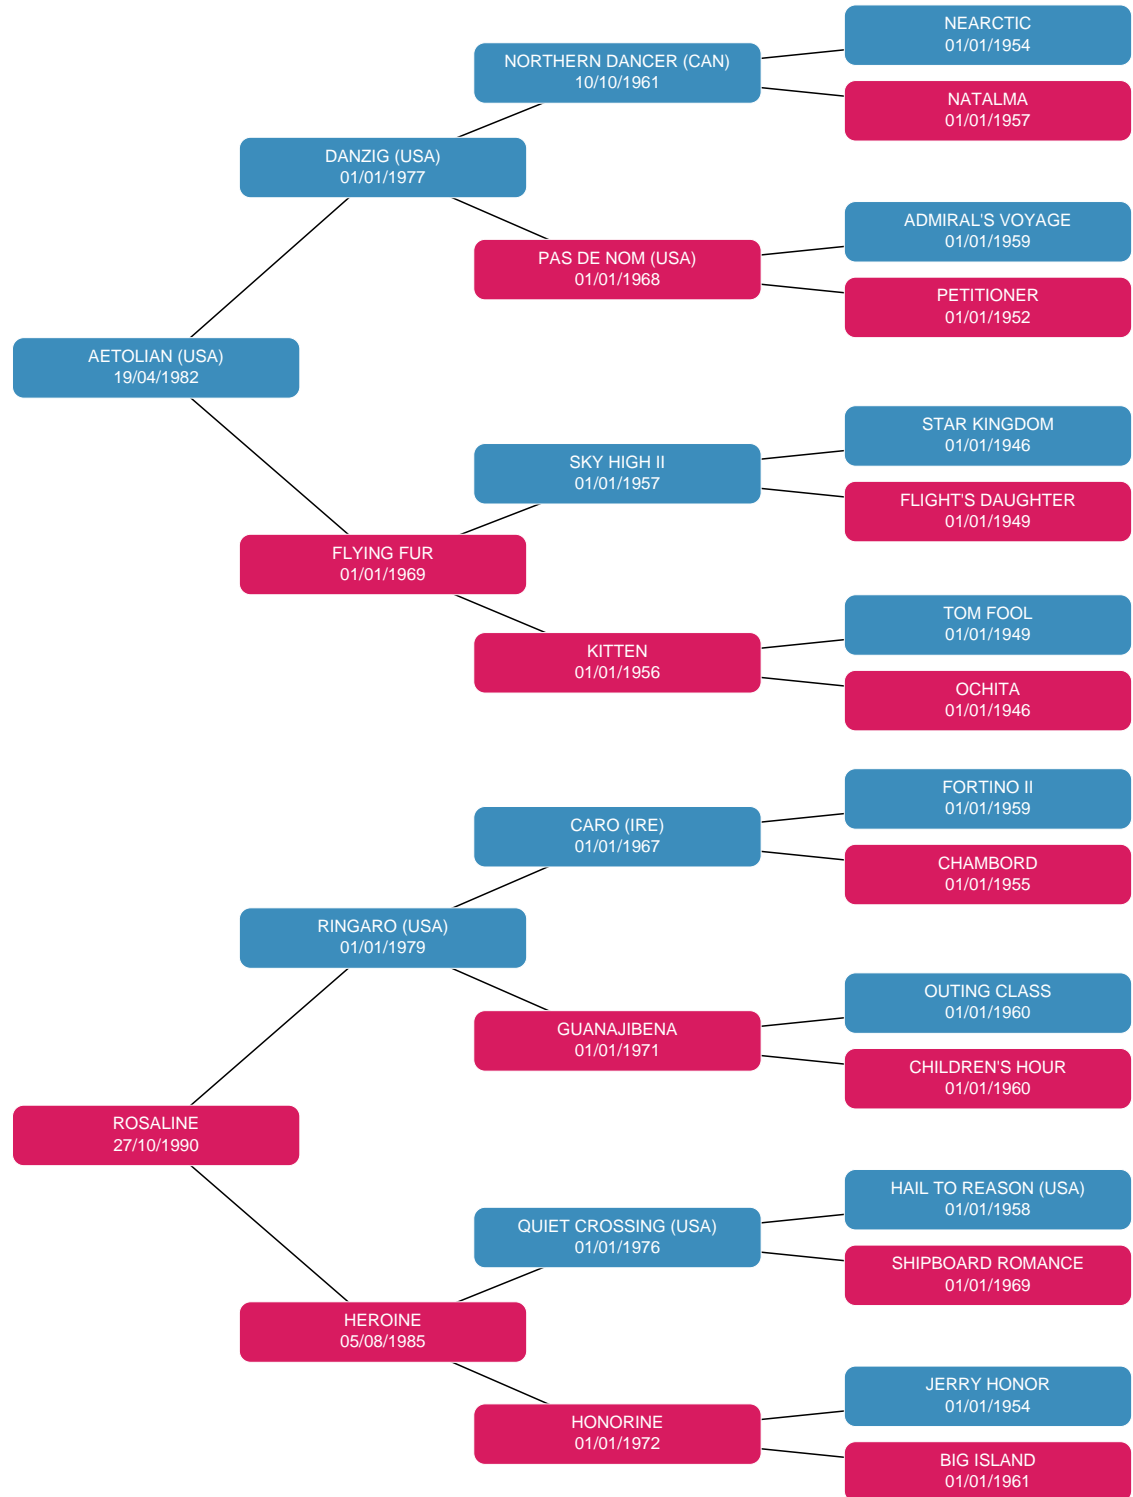 NEARCTIC
01/01/1954
NORTHERN DANCER (CAN)
10/10/1961
NATALMA
01/01/1957
DANZIG (USA)
01/01/1977
ADMIRAL'S VOYAGE
01/01/1959
PAS DE NOM (USA)
01/01/1968
PETITIONER
01/01/1952
AETOLIAN (USA)
19/04/1982
STAR KINGDOM
01/01/1946
SKY HIGH II
01/01/1957
FLIGHT'S DAUGHTER
01/01/1949
FLYING FUR
01/01/1969
TOM FOOL
01/01/1949
KITTEN
01/01/1956
OCHITA
01/01/1946
FORTINO II
01/01/1959
CARO (IRE)
01/01/1967
CHAMBORD
01/01/1955
RINGARO (USA)
01/01/1979
OUTING CLASS
01/01/1960
GUANAJIBENA
01/01/1971
CHILDREN'S HOUR
01/01/1960
ROSALINE
27/10/1990
HAIL TO REASON (USA)
01/01/1958
QUIET CROSSING (USA)
01/01/1976
SHIPBOARD ROMANCE
01/01/1969
HEROINE
05/08/1985
JERRY HONOR
01/01/1954
HONORINE
01/01/1972
BIG ISLAND
01/01/1961